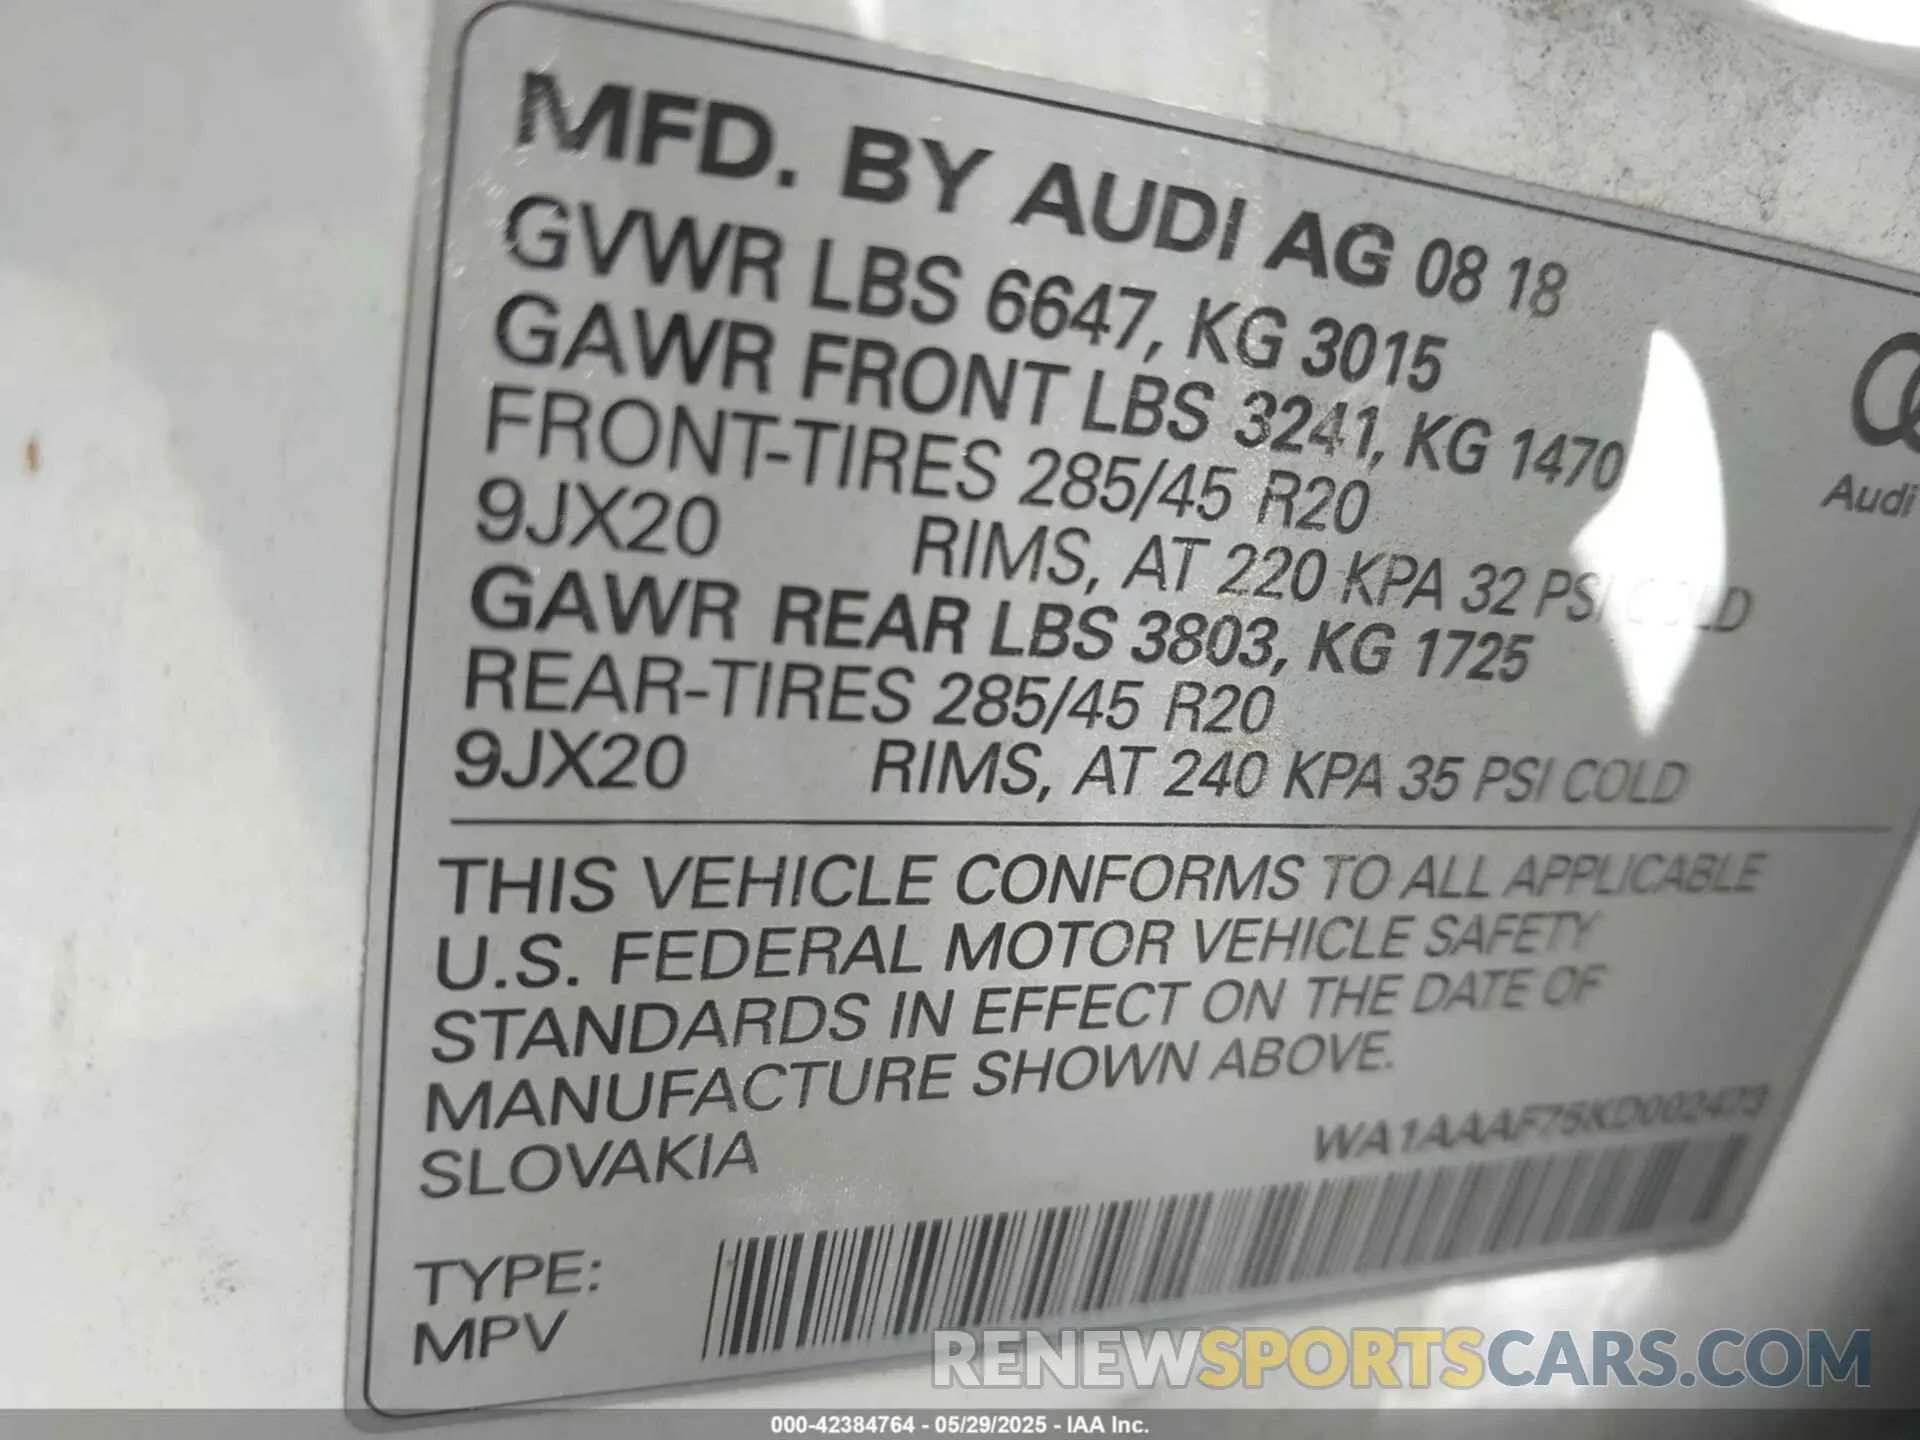 MFD. BY AUDI AG 08 18
GVWR LBS 6647, KG 3015
GAWR FRONT LBS 3241, KG 1470
FRONT-TIRES 285/45 R20
9JX20 RIMS, AT 220 KPA 32 PSI COLD
GAWR REAR LBS 3803, KG 1725
REAR-TIRES 285/45 R20
9JX20 RIMS, AT 240 KPA 35 PSI COLD
Audi
THIS VEHICLE CONFORMS TO ALL APPLICABLE
U.S. FEDERAL MOTOR VEHICLE SAFETY
STANDARDS IN EFFECT ON THE DATE OF
MANUFACTURE SHOWN ABOVE.
SLOVAKIA
WA1AAAF75KD002473
TYPE:
MPV
RENEWSPORTSCARS.COM
000-42384764 - 05/29/2025 - IAA Inc.